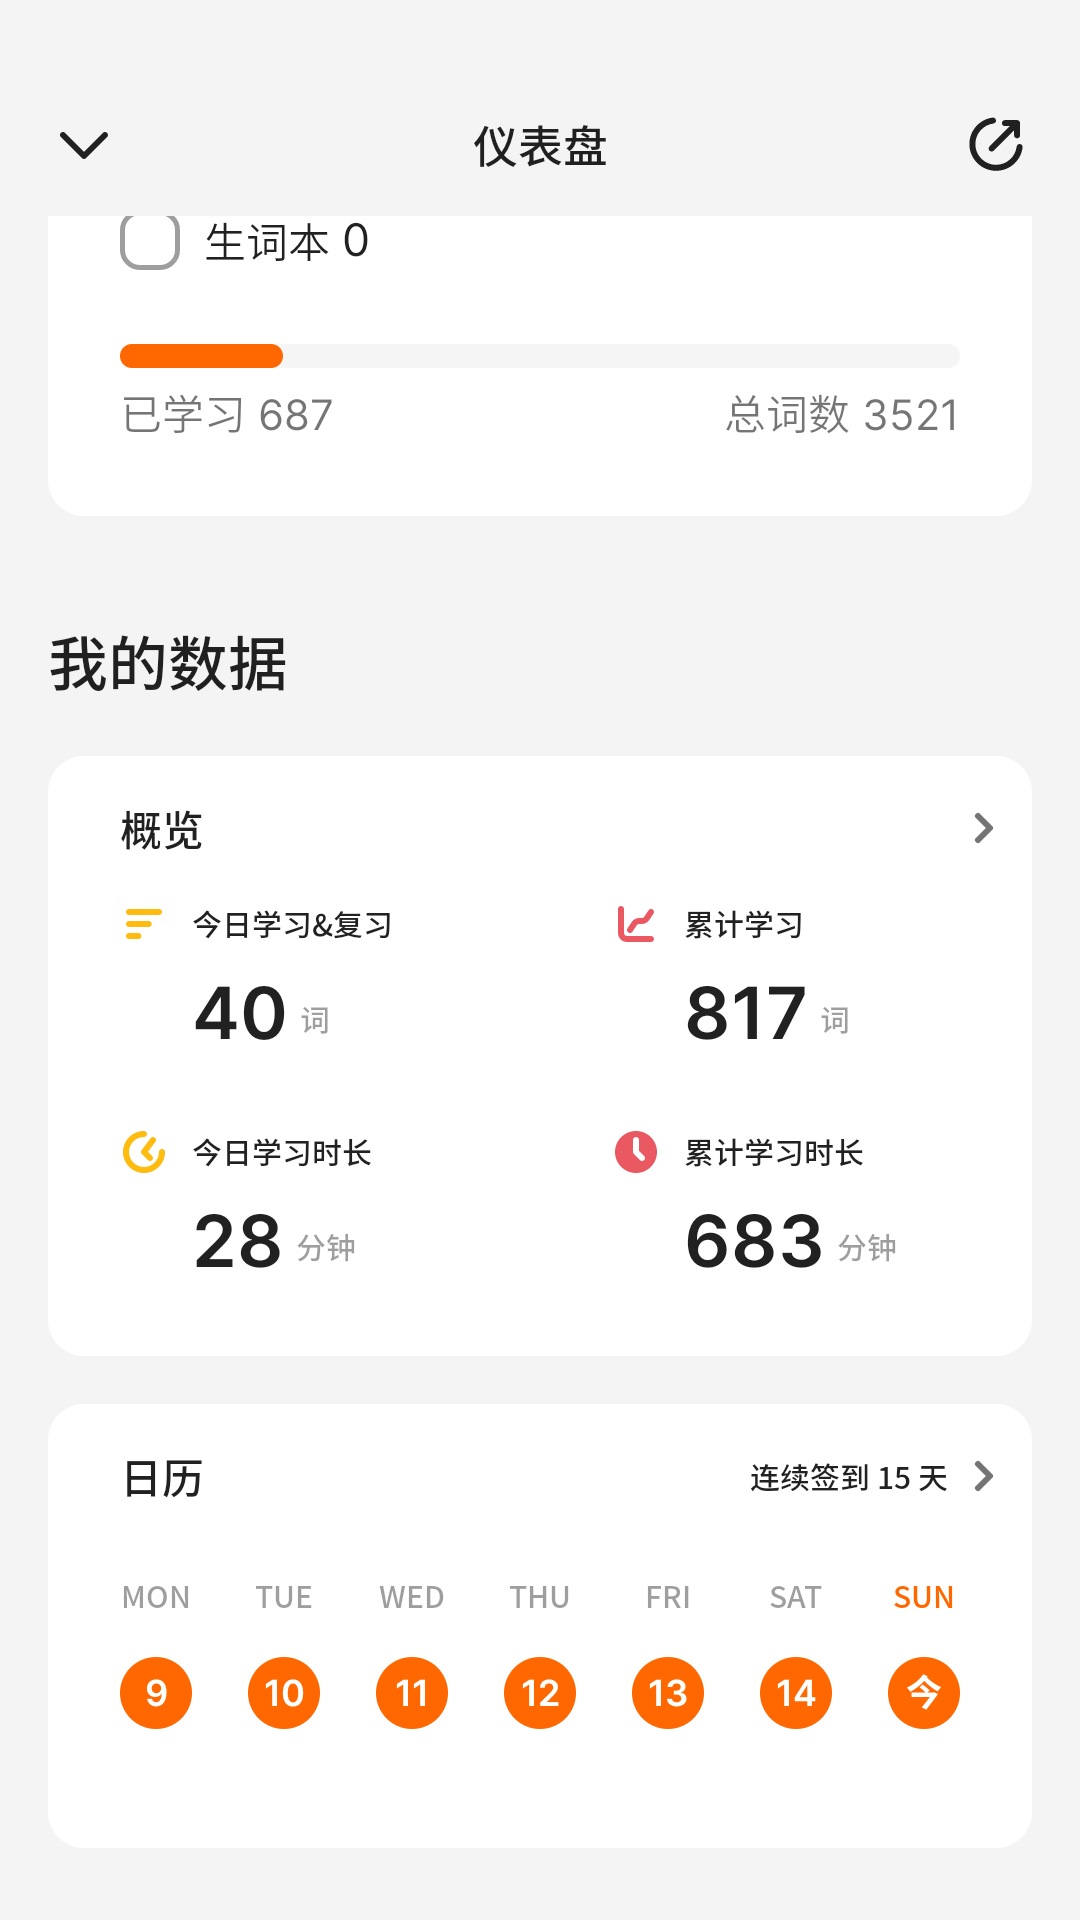 仪表盘
生词本 0
已学习 687 总词数 3521
我的数据
概览
今日学习&复习 累计学习
40 词 817 词
今日学习时长 累计学习时长
28 分钟 683 分钟
日历 连续签到 15 天
MON TUE WED THU FRI SAT SUN
9 10 11 12 13 14 今